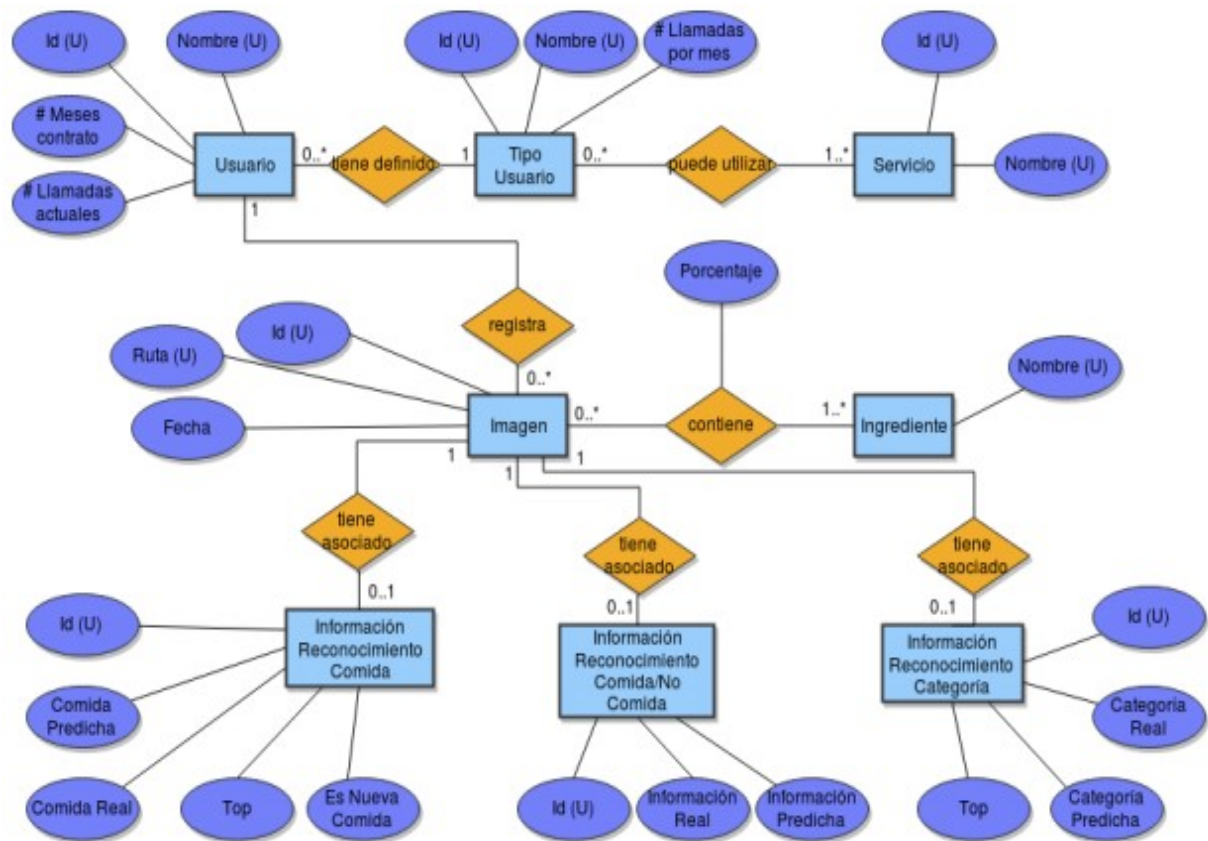 Id (U)
Nombre (U)
Id (U)
Nombre (U)
# Llamadas
por mes
Id (U)
# Meses
contrato
# Llamadas
actuales
Usuario
0..*
tiene definido
1
Tipo
Usuario
0..*
puede utilizar
1..*
Servicio
Nombre (U)
1
Porcentaje
registra
Id (U)
Ruta (U)
Fecha
0..*
Imagen
0..*
contiene
1..*
Ingrediente
Nombre (U)
1
1
1
tiene
asociado
tiene
asociado
tiene
asociado
0..1
0..1
0..1
Id (U)
Información
Reconocimiento
Comida
Información
Reconocimiento
Comida/No
Comida
Información
Reconocimiento
Categoría
Id (U)
Comida
Predicha
Categoría
Real
Comida Real
Top
Es Nueva
Comida
Id (U)
Información
Real
Información
Predicha
Top
Categoría
Predicha